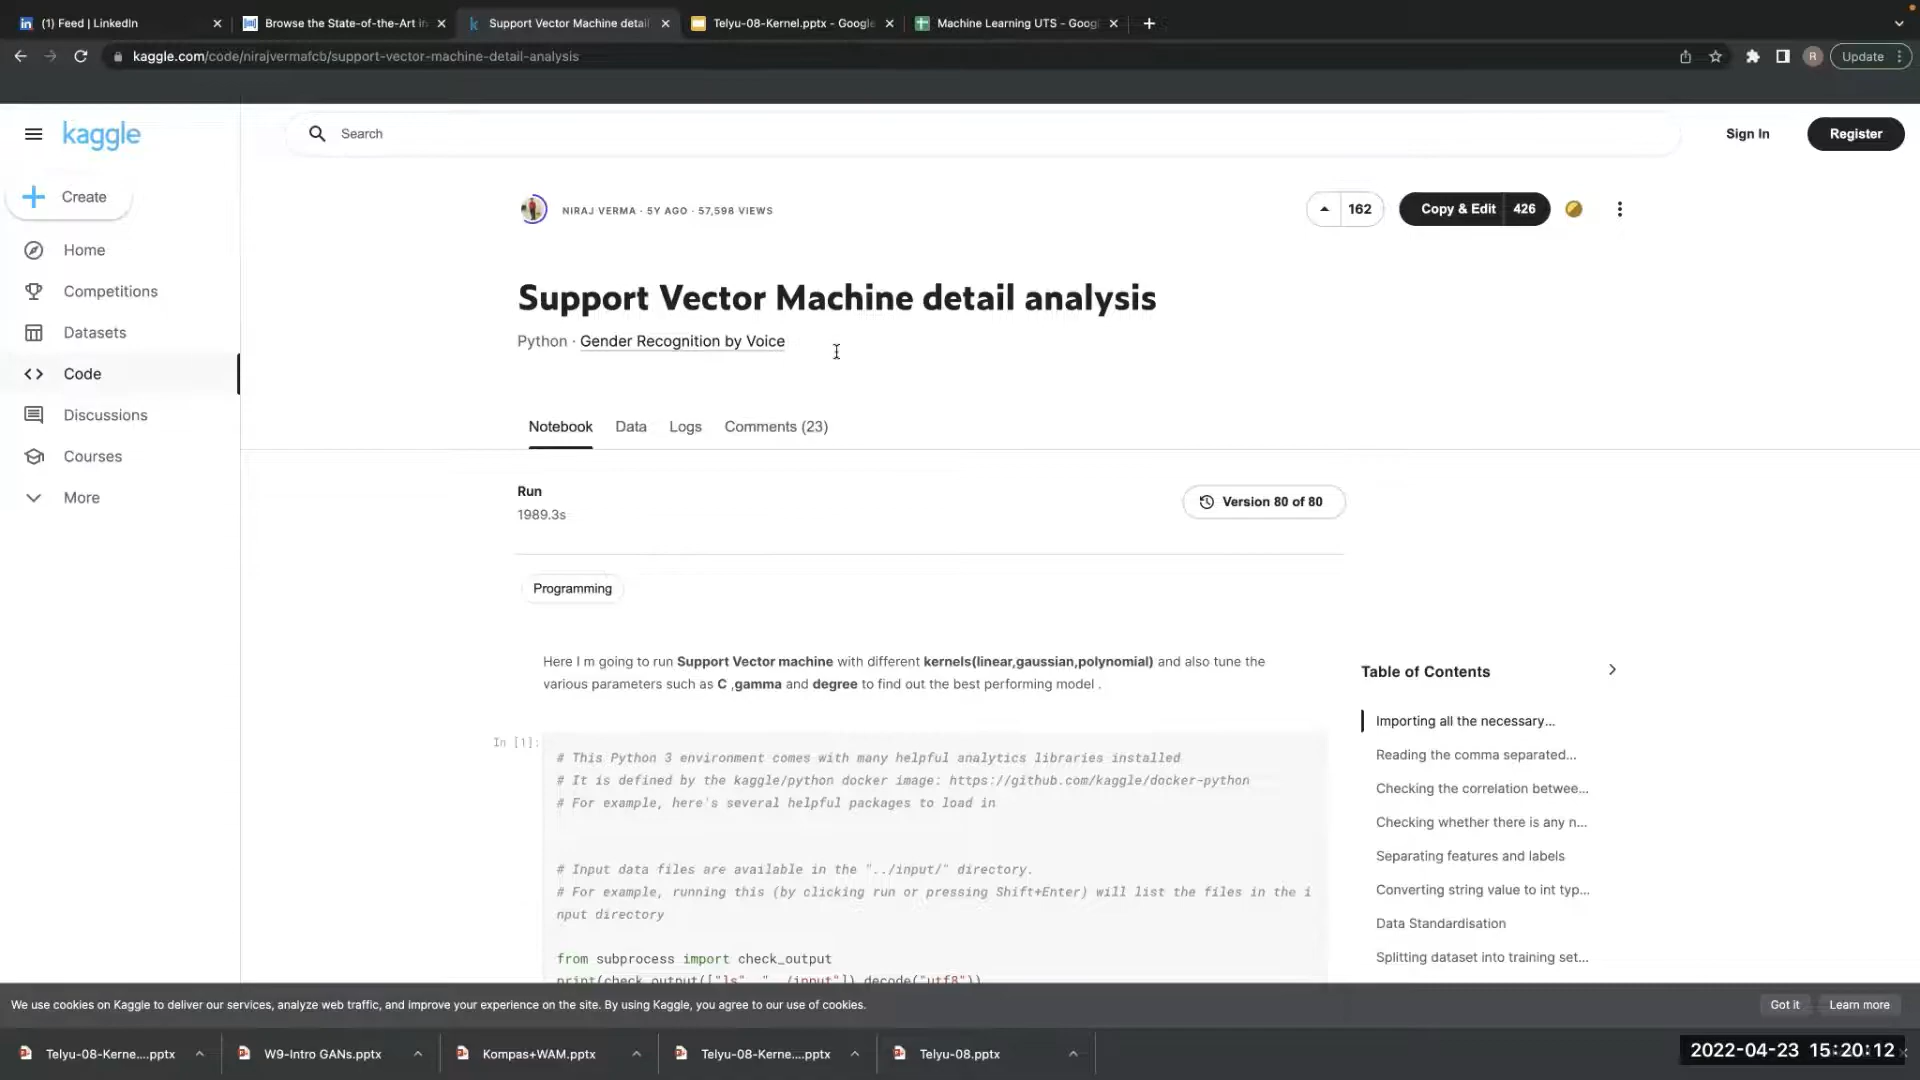 (1) Feed | LinkedIn
Browse the State-of-the-Art in
Support Vector Machine detail
Telyu-08-Kernel.pptx - Google
Machine Learning UTS - Goog
kaggle.com/code/nirajvermafcb/support-vector-machine-detail-analysis
R
Update
kaggle
Search
Sign In
Register
Create
Home
Competitions
Datasets
Code
Discussions
Courses
More
NIRAJ VERMA · 5Y AGO · 57,598 VIEWS
162
Copy & Edit 426
Support Vector Machine detail analysis
Python · Gender Recognition by Voice
Notebook Data Logs Comments (23)
Run
1989.3s
Version 80 of 80
Programming
Here I m going to run Support Vector machine with different kernels(linear,gaussian,polynomial) and also tune the
various parameters such as C ,gamma and degree to find out the best performing model .
Table of Contents
Importing all the necessary...
Reading the comma separated...
Checking the correlation betwee...
Checking whether there is any n...
Separating features and labels
Converting string value to int typ...
Data Standardisation
Splitting dataset into training set...
In [1]:
# This Python 3 environment comes with many helpful analytics libraries installed
# It is defined by the kaggle/python docker image: https://github.com/kaggle/docker-python
# For example, here's several helpful packages to load in
# Input data files are available in the "../input/" directory.
# For example, running this (by clicking run or pressing Shift+Enter) will list the files in the i
nput directory
from subprocess import check_output
print(check_output(["ls", "../input"]).decode("utf8"))
We use cookies on Kaggle to deliver our services, analyze web traffic, and improve your experience on the site. By using Kaggle, you agree to our use of cookies.
Got it
Learn more
Telyu-08-Kerne....pptx
W9-Intro GANs.pptx
Kompas+WAM.pptx
Telyu-08-Kerne....pptx
Telyu-08.pptx
2022-04-23 15:20:12